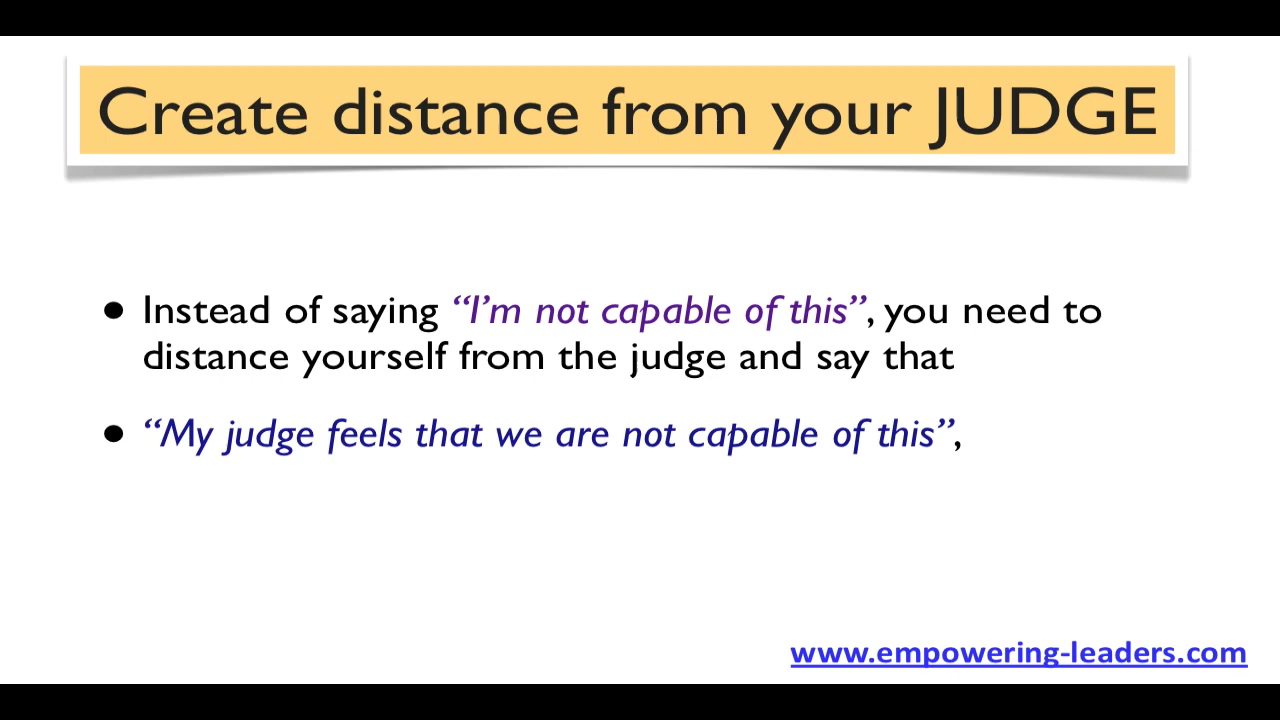 Create distance from your JUDGE
• Instead of saying “I’m not capable of this”, you need to
distance yourself from the judge and say that
• “My judge feels that we are not capable of this”,
www.empowering-leaders.com